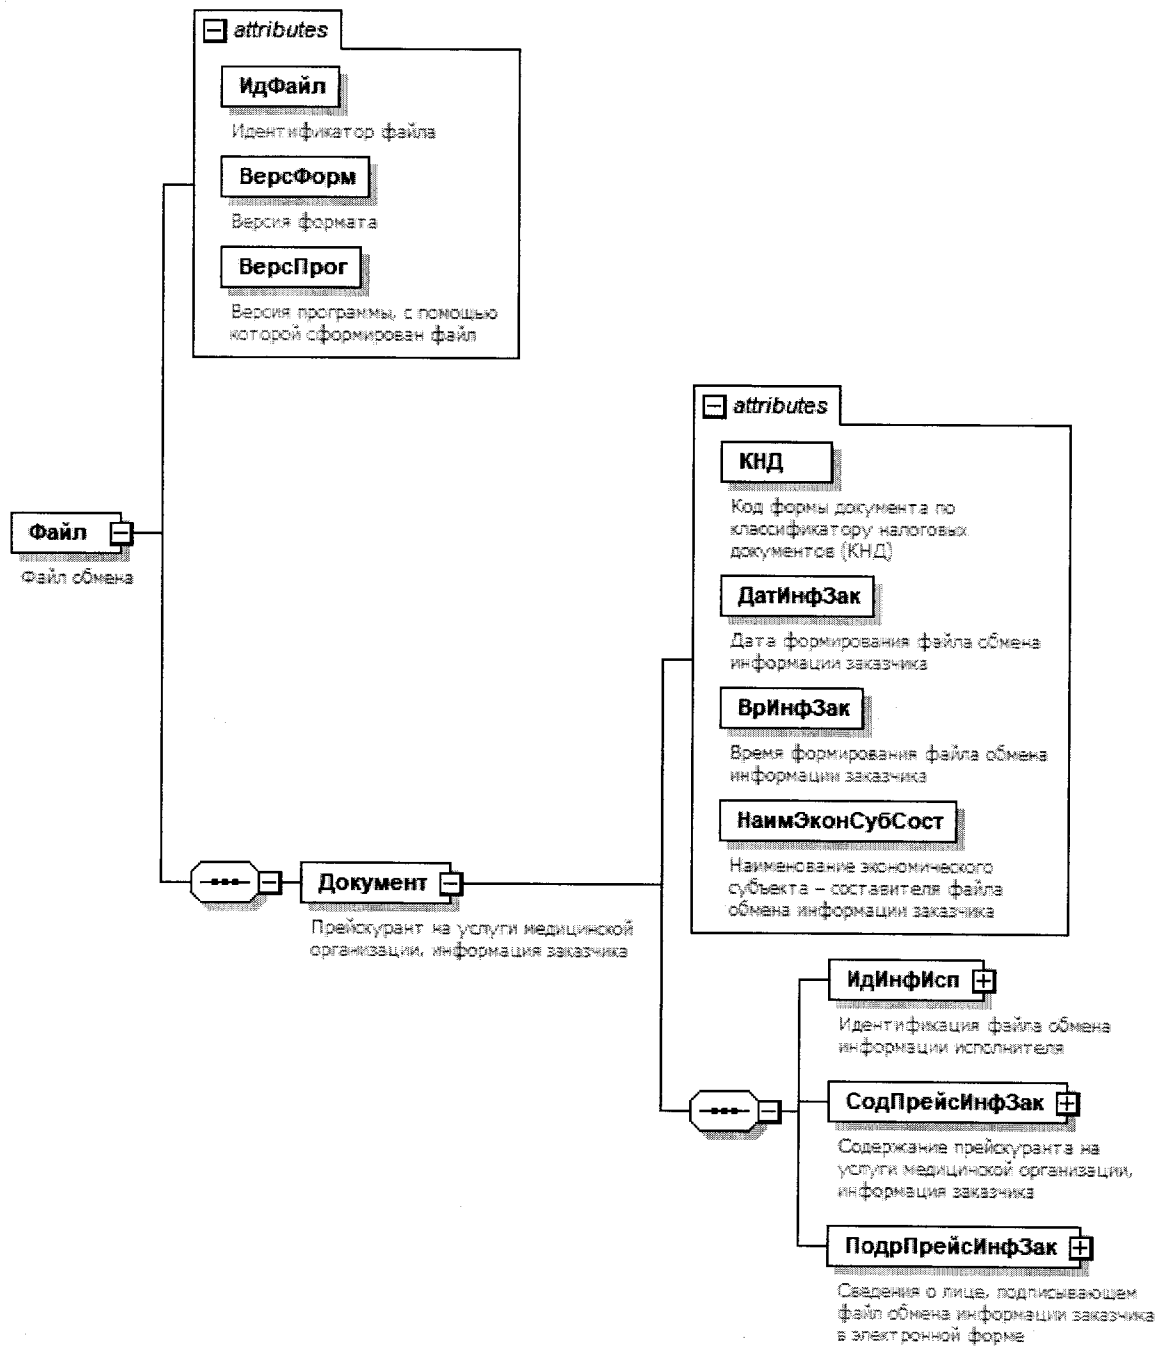 attributes
ИдФайл
Идентификатор файла
ВерсФорм
Версия формата
ВерсПрог
Версия программы, с помощью
которой сформирован файл
Файл
Файл обмена
attributes
КНД
Код формы документа по
классификатору налоговых
документов (КНД)
ДатИнфЗак
Дата формирования файла обмена
информации заказчика
ВрИнфЗак
Время формирования файла обмена
информации заказчика
НаимЭконСубСост
Наименование экономического
субъекта – составителя файла
обмена информации заказчика
Документ
Прейскурант на услуги медицинской
организации, информация заказчика
ИдИнфИсп
Идентификация файла обмена
информации исполнителя
СодПрейсИнфЗак
Содержание прейскуранта на
услуги медицинской организации,
информация заказчика
ПодрПрейсИнфЗак
Сведения о лице, подписывающем
файл обмена информации заказчика
в электронной форме